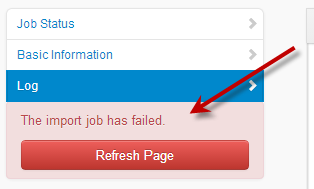 Job Status
Basic Information
Log
The import job has failed.
Refresh Page